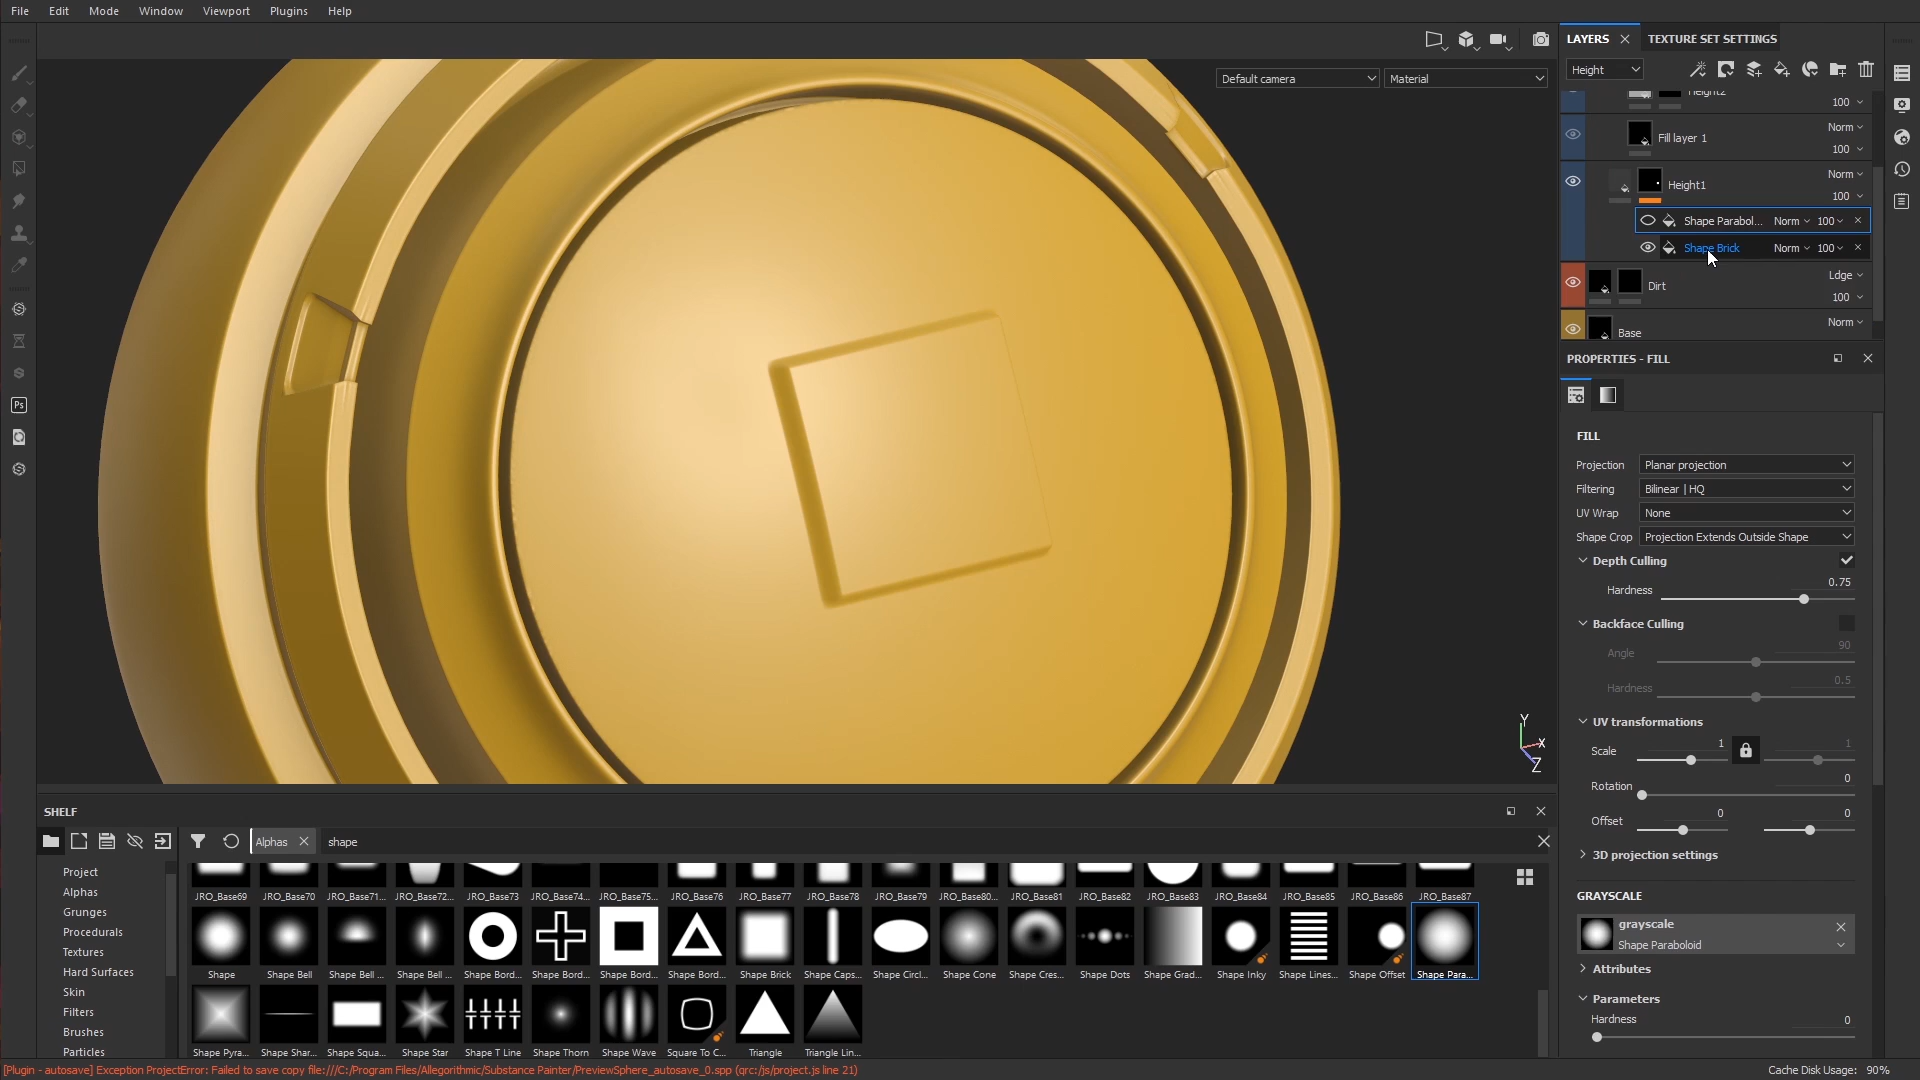 File Edit Mode Window Viewport Plugins Help
LAYERS
TEXTURE SET SETTINGS
Default camera
Material
Height
Height2
100
Fill layer 1
Norm
100
Height1
Norm
100
Shape Parabol... Norm 100
Shape Brick Norm 100
Dirt
Ldge
100
Base
Norm
PROPERTIES - FILL
FILL
Projection Planar projection
Filtering Bilinear | HQ
UV Wrap None
Shape Crop Projection Extends Outside Shape
Depth Culling
0.75
Hardness
Backface Culling
90
Angle
0.5
Hardness
UV transformations
Scale 1 1
0
Rotation
0 0
Offset
3D projection settings
GRAYSCALE
grayscale
Shape Paraboloid
Attributes
Parameters
Hardness 0
Y
X
Z
SHELF
Alphas
shape
Project
Alphas
Grunges
Procedurals
Textures
Hard Surfaces
Skin
Filters
Brushes
Particles
JRO_Base69 JRO_Base70 JRO_Base71... JRO_Base72... JRO_Base73 JRO_Base74... JRO_Base75... JRO_Base76 JRO_Base77 JRO_Base78 JRO_Base79 JRO_Base80... JRO_Base81 JRO_Base82 JRO_Base83 JRO_Base84 JRO_Base85 JRO_Base86 JRO_Base87
Shape Shape Bell Shape Bell ... Shape Bell ... Shape Bord... Shape Bord... Shape Bord... Shape Bord... Shape Brick Shape Caps... Shape Circl... Shape Cone Shape Cres... Shape Dots Shape Grad... Shape Inky Shape Lines... Shape Offset Shape Para...
Shape Pyra... Shape Shar... Shape Squa... Shape Star Shape T Line Shape Thorn Shape Wave Square To C... Triangle Triangle Lin...
Ps
[Plugin - autosave] Exception ProjectError: Failed to save copy file:///C:/Program Files/Allegorithmic/Substance Painter/PreviewSphere_autosave_0.spp (qrc:/js/project.js line 21)
Cache Disk Usage: 90%